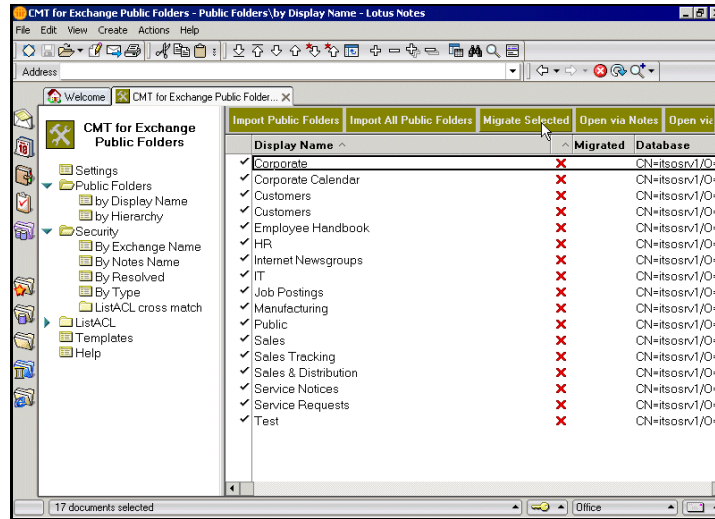 CMT for Exchange Public Folders - Public Folders\by Display Name - Lotus Notes
File Edit View Create Actions Help
Address
Welcome CMT for Exchange Public Folder...
CMT for Exchange
Public Folders
Settings
Public Folders
by Display Name
by Hierarchy
Security
By Exchange Name
By Notes Name
By Resolved
By Type
ListACL cross match
ListACL
Templates
Help
Import Public Folders Import All Public Folders Migrate Selected Open via Notes Open via
Display Name Migrated Database
Corporate CN=itsosrv1/O=
Corporate Calendar CN=itsosrv1/O=
Customers CN=itsosrv1/O=
Customers CN=itsosrv1/O=
Employee Handbook CN=itsosrv1/O=
HR CN=itsosrv1/O=
Internet Newsgroups CN=itsosrv1/O=
IT CN=itsosrv1/O=
Job Postings CN=itsosrv1/O=
Manufacturing CN=itsosrv1/O=
Public CN=itsosrv1/O=
Sales CN=itsosrv1/O=
Sales Tracking CN=itsosrv1/O=
Sales & Distribution CN=itsosrv1/O=
Service Notices CN=itsosrv1/O=
Service Requests CN=itsosrv1/O=
Test CN=itsosrv1/O=
17 documents selected Office